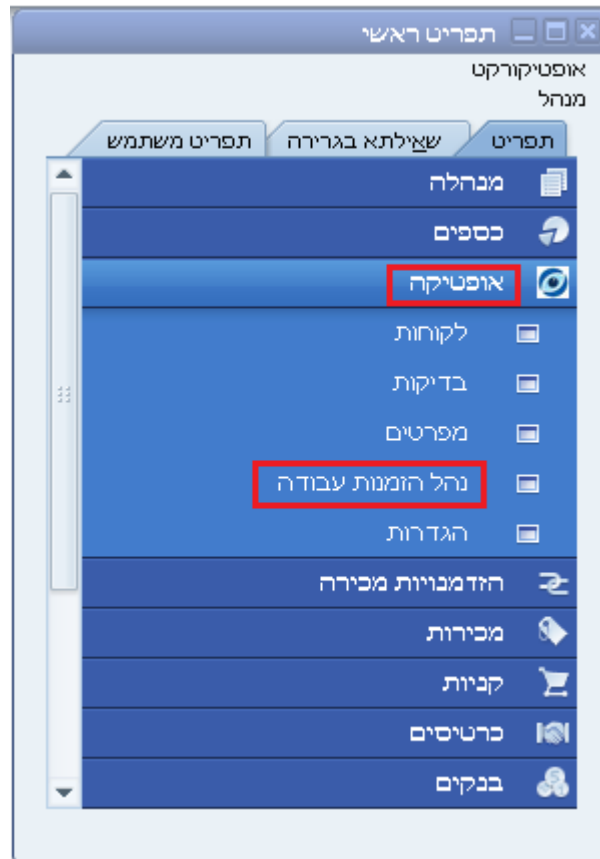 תפריט ראשי
אופטיקורקט
מנהל
תפריט
שאילתא בגרירה
תפריט משתמש
מנהלה
כספים
אופטיקה
לקוחות
בדיקות
מפרטים
נהל הזמנות עבודה
הגדרות
הזדמנויות מכירה
מכירות
קניות
כרטיסים
בנקים